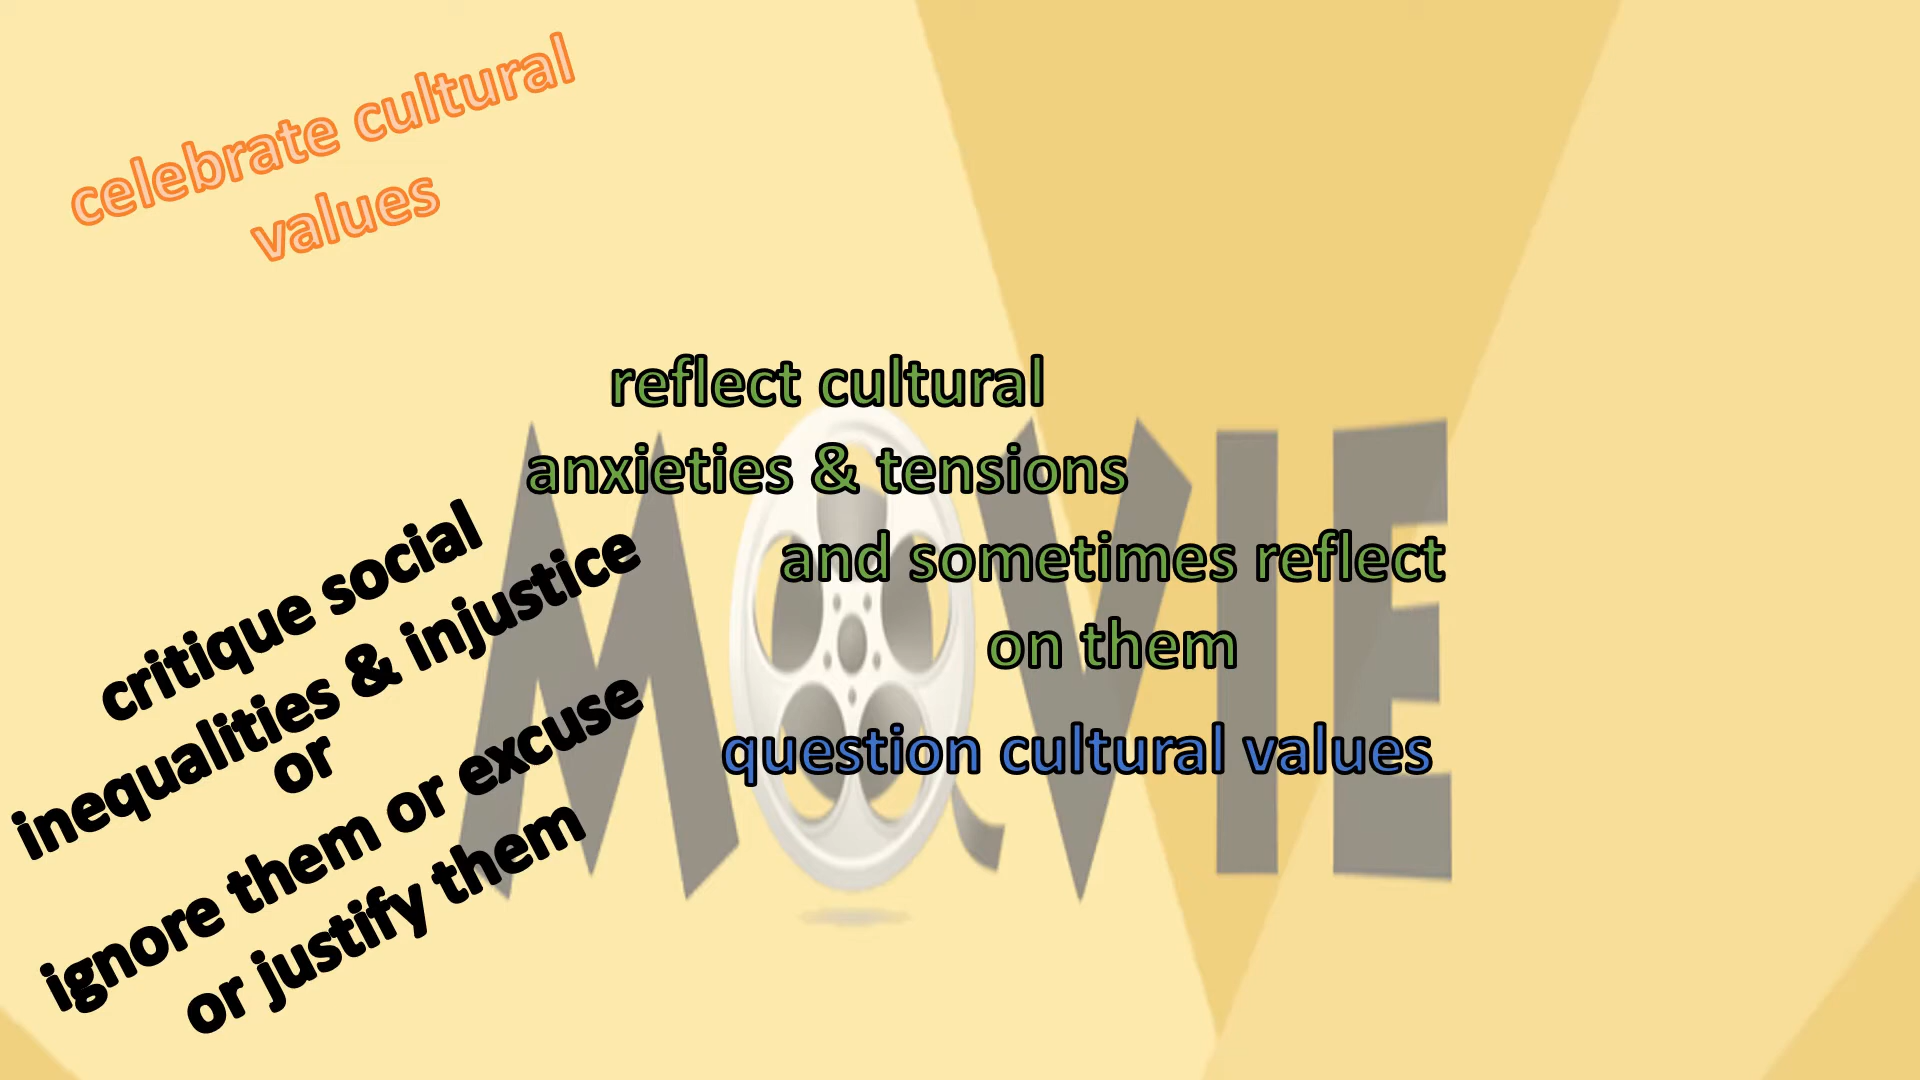 celebrate cultural
values
reflect cultural
anxieties & tensions
and sometimes reflect
on them
question cultural values
critique social
inequalities & injustice
or
ignore them or excuse
or justify them
MOVIE